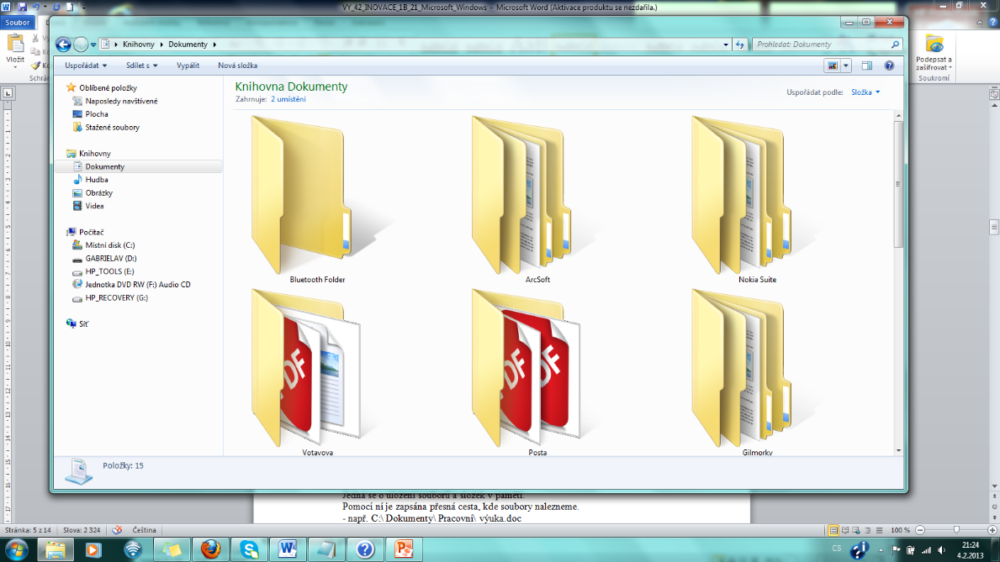 VY_42_INOVACE_1B_21_Microsoft_Windows - Microsoft Word (Aktivace produktu se nezdařila.)
Soubor
Vložit
Schrán
Podepsat a
zašifrovat
Soukromí
Knihovny Dokumenty
Prohledat: Dokumenty
Uspořádat Sdílet s Vypálit Nová složka
Oblíbené položky
Naposledy navštívené
Plocha
Stažené soubory
Knihovny
Dokumenty
Hudba
Obrázky
Videa
Počítač
Místní disk (C:)
GABRIELAV (D:)
HP_TOOLS (E:)
Jednotka DVD RW (F:) Audio CD
HP_RECOVERY (G:)
Síť
Knihovna Dokumenty
Zahrnuje: 2 umístění
Uspořádat podle: Složka
Bluetooth Folder
ArcSoft
Nokia Suite
PDF
PDF PDF
Votavova
Posta
Gilmorky
Položky: 15
Jedná se o uložení souborů a složek v paměti.
Pomocí ní je zapsána přesná cesta, kde soubory nalezneme.
- např. C:\ Dokumenty\ Pracovní\ výuka.doc
Stránka: 5 z 14 Slova: 2 324 Čeština 100 %
CS 21:24
4.2.2013